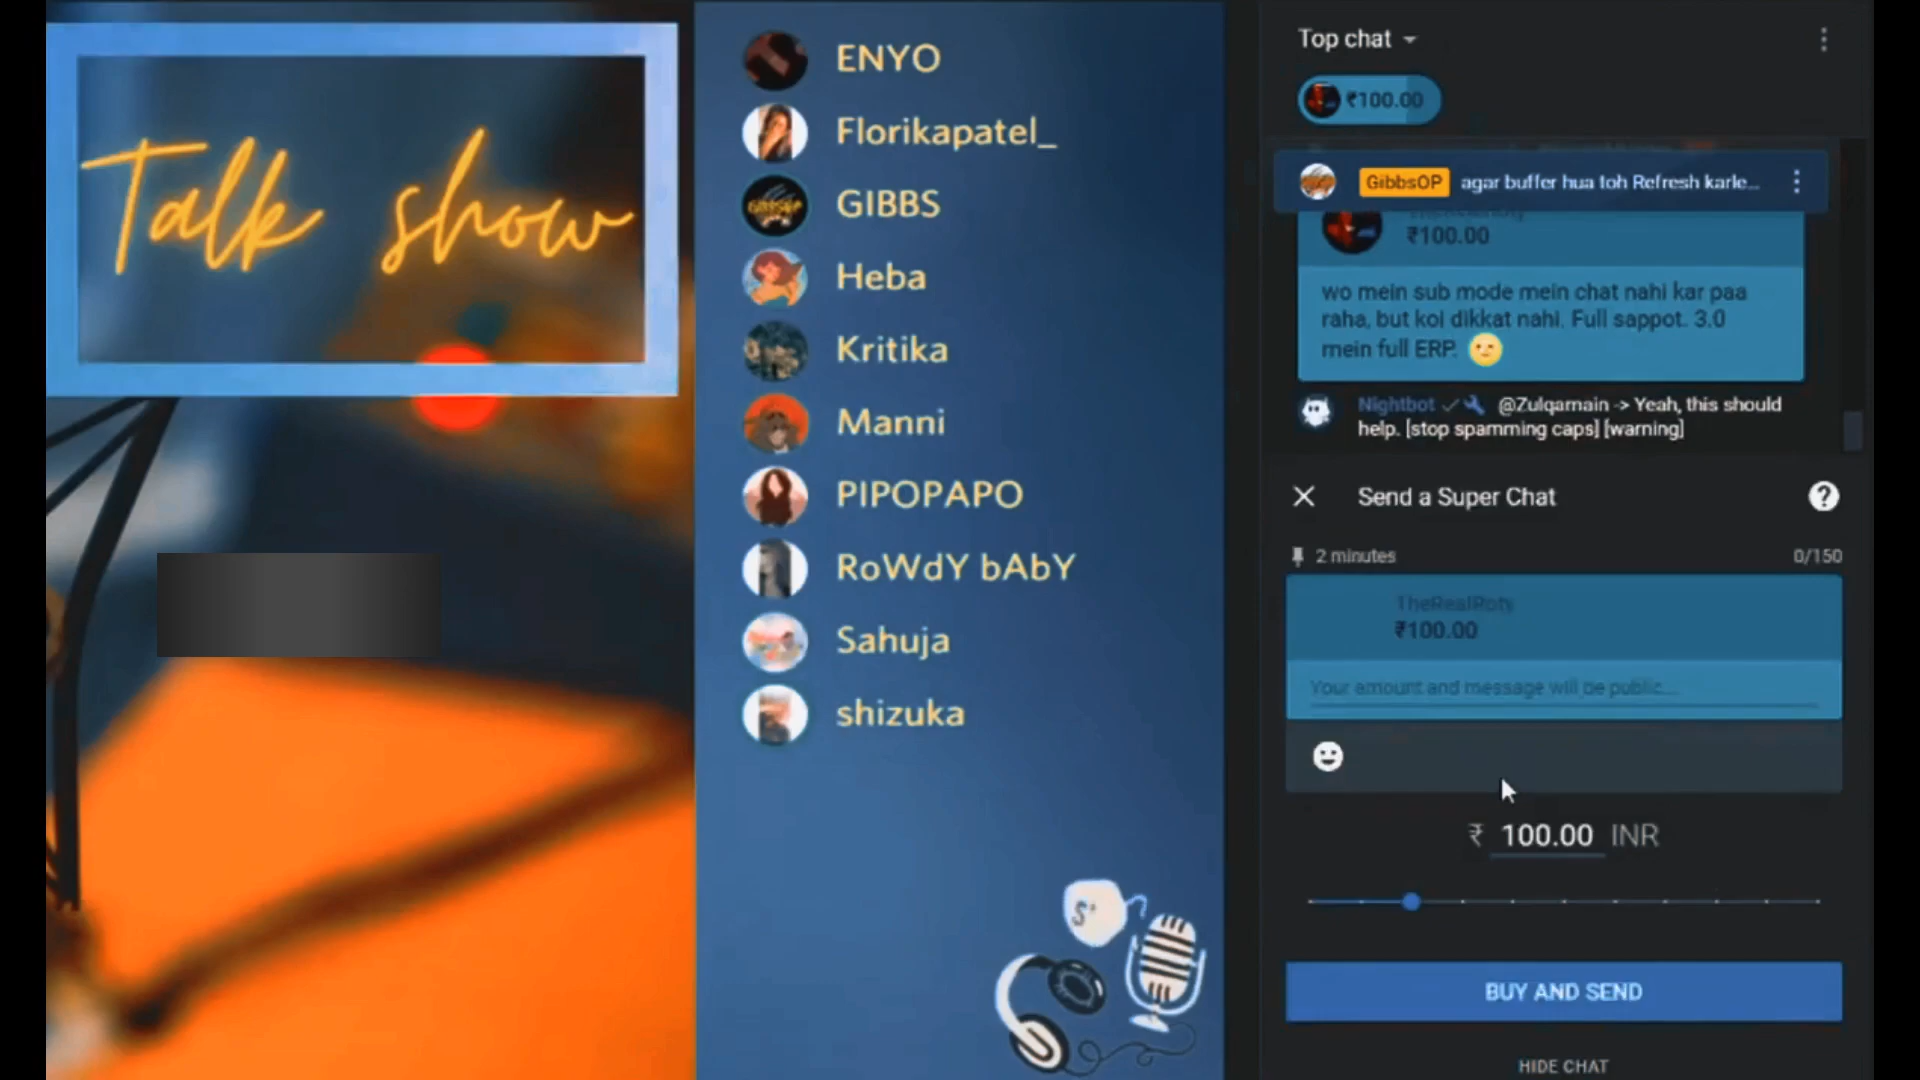 Talk show
ENYO
Florikapatel_
GIBBS
Heba
Kritika
Manni
PIPOPAPO
RoWdY bAbY
Sahuja
shizuka
Top chat
₹100.00
GibbsOP agar buffer hua toh Refresh karle...
₹100.00
wo mein sub mode mein chat nahi kar paa
raha, but koi dikkat nahi. Full sappot. 3.0
mein full ERP.
Nightbot @Zulqarnain -> Yeah, this should
help. [stop spamming caps] [warning]
Send a Super Chat
2 minutes 0/150
₹100.00
Your amount and message will be public...
₹ 100.00 INR
BUY AND SEND
HIDE CHAT